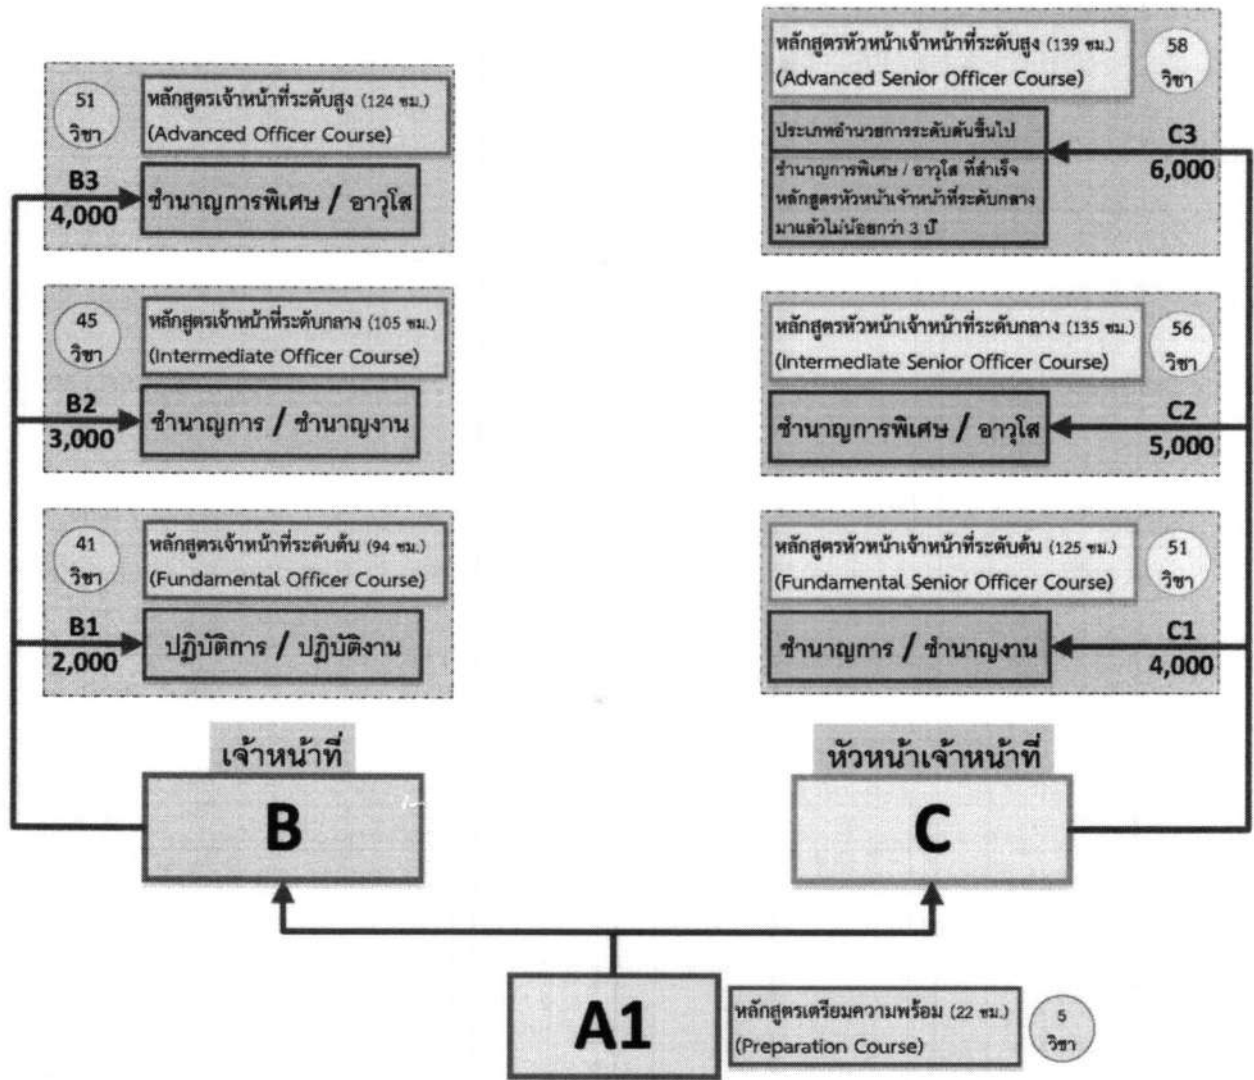 51
วิชา
หลักสูตรเจ้าหน้าที่ระดับสูง (124 ชม.)
(Advanced Officer Course)
B3
4,000
ชำนาญการพิเศษ / อาวุโส
45
วิชา
หลักสูตรเจ้าหน้าที่ระดับกลาง (105 ชม.)
(Intermediate Officer Course)
B2
3,000
ชำนาญการ / ชำนาญงาน
41
วิชา
หลักสูตรเจ้าหน้าที่ระดับต้น (94 ชม.)
(Fundamental Officer Course)
B1
2,000
ปฏิบัติการ / ปฏิบัติงาน
เจ้าหน้าที่
B
หลักสูตรหัวหน้าเจ้าหน้าที่ระดับสูง (139 ชม.)
(Advanced Senior Officer Course)
58
วิชา
ประเภทอำนวยการระดับต้นขึ้นไป
ชำนาญการพิเศษ / อาวุโส ที่สำเร็จ
หลักสูตรหัวหน้าเจ้าหน้าที่ระดับกลาง
มาแล้วไม่น้อยกว่า 3 ปี
C3
6,000
หลักสูตรหัวหน้าเจ้าหน้าที่ระดับกลาง (135 ชม.)
(Intermediate Senior Officer Course)
56
วิชา
ชำนาญการพิเศษ / อาวุโส
C2
5,000
หลักสูตรหัวหน้าเจ้าหน้าที่ระดับต้น (125 ชม.)
(Fundamental Senior Officer Course)
51
วิชา
ชำนาญการ / ชำนาญงาน
C1
4,000
หัวหน้าเจ้าหน้าที่
C
A1
หลักสูตรเตรียมความพร้อม (22 ชม.)
(Preparation Course)
5
วิชา